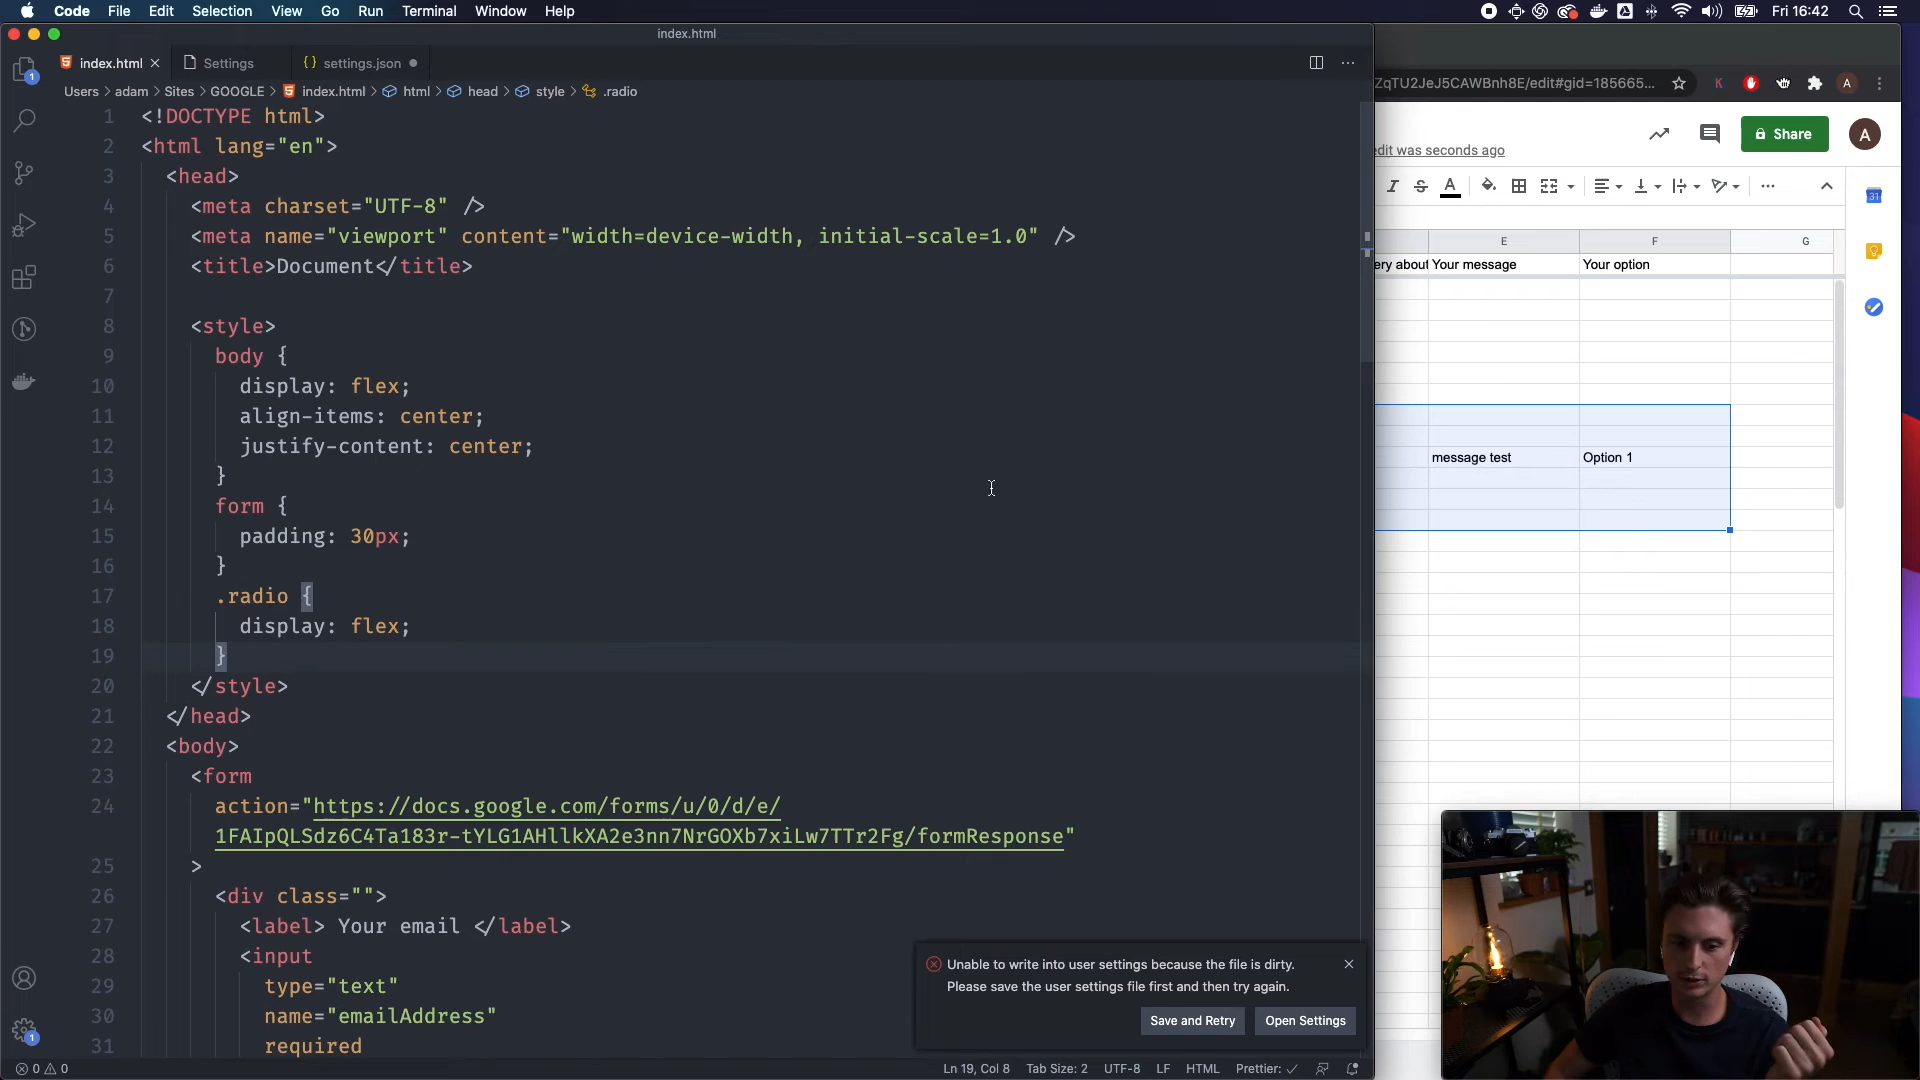 Code File Edit Selection View Go Run Terminal Window Help
Fri 16:42
index.html
index.html
Settings
settings.json
Users > adam > Sites > GOOGLE > index.html > html > head > style > .radio
1 <!DOCTYPE html>
2 <html lang="en">
3 <head>
4 <meta charset="UTF-8" />
5 <meta name="viewport" content="width=device-width, initial-scale=1.0" />
6 <title>Document</title>
7
8 <style>
9 body {
10 display: flex;
11 align-items: center;
12 justify-content: center;
13 }
14 form {
15 padding: 30px;
16 }
17 .radio {
18 display: flex;
19 }
20 </style>
21 </head>
22 <body>
23 <form
24 action="https://docs.google.com/forms/u/0/d/e/
1FAIpQLSdz6C4Ta183r-tYLG1AHllkXA2e3nn7NrGOXb7xiLw7TTr2Fg/formResponse"
25 >
26 <div class="">
27 <label> Your email </label>
28 <input
29 type="text"
30 name="emailAddress"
31 required
Unable to write into user settings because the file is dirty.
Please save the user settings file first and then try again.
Save and Retry
Open Settings
0 0
Ln 19, Col 8
Tab Size: 2
UTF-8
LF
HTML
Prettier: ✓
1
1
ZqTU2JeJ5CAWBnh8E/edit#gid=185665...
K
A
edit was seconds ago
Share
A
I
S
A
31
E
F
G
ery about
Your message
Your option
message test
Option 1